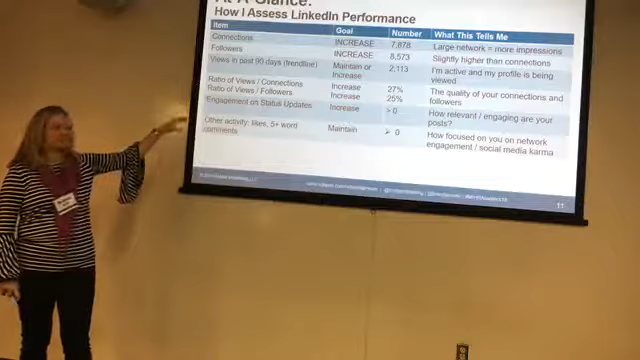 At-A-Glance:
How I Assess LinkedIn Performance
Item Goal Number What This Tells Me
Connections INCREASE 7,878 Large network = more impressions
Followers INCREASE 8,573 Slightly higher than connections
Views in past 90 days (trendline) Maintain or Increase 2,113 I'm active and my profile is being viewed
Ratio of Views / Connections Increase 27% The quality of your connections and followers
Ratio of Views / Followers Increase 25%
Engagement on Status Updates Increase > 0 How relevant / engaging are your posts?
Other activity: likes, 5+ word comments Maintain ➢ 0 How focused on you on network engagement / social media karma
11